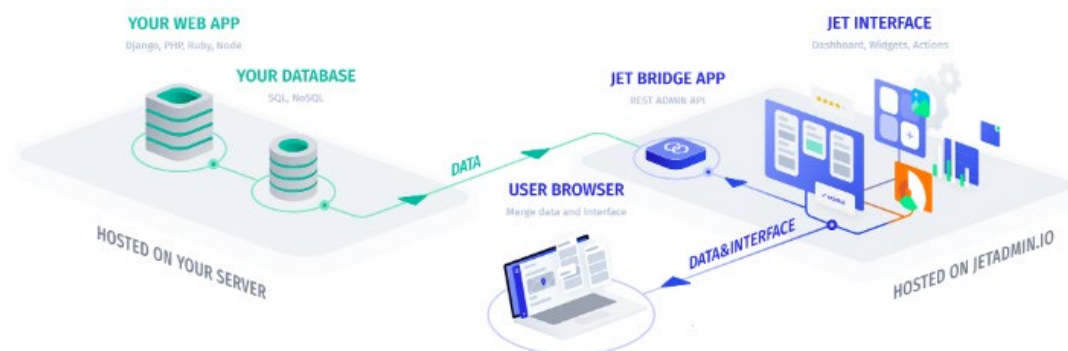 YOUR WEB APP
Django, PHP, Ruby, Node
YOUR DATABASE
SQL, NoSQL
JET INTERFACE
Dashboard, Widgets, Actions
JET BRIDGE APP
REST ADMIN API
DATA
USER BROWSER
Merge data and Interface
DATA&INTERFACE
HOSTED ON YOUR SERVER
HOSTED ON JETADMIN.IO